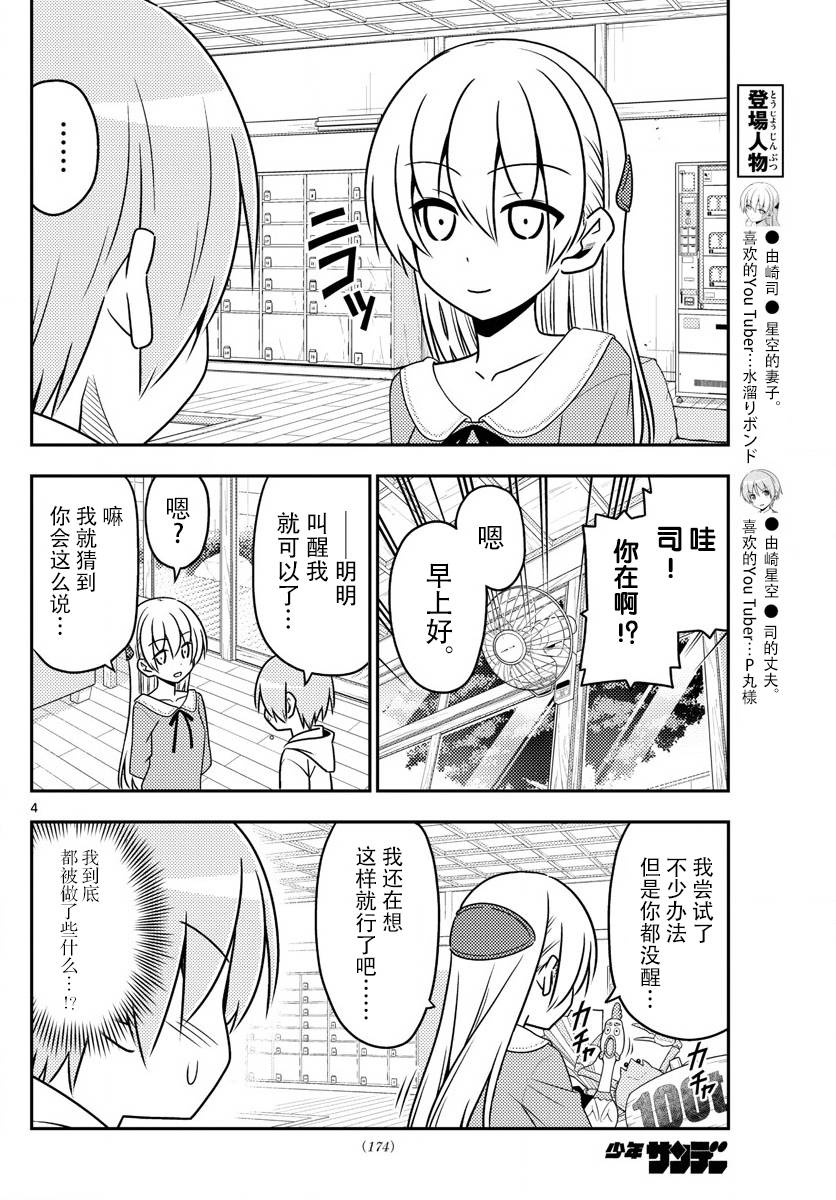 登場人物
とうじょうじんぶつ
●由崎司●星空的妻子。
喜欢的You Tuber…水溜りボンド
●由崎星空●司的丈夫。
喜欢的You Tuber…P丸様
……
ニコッ
哇
司!
你在啊!?
嗯
早上好。
——明明
叫醒我
就可以了…
嗯?
嘛
我就猜到
你会这么说…
4
我尝试了
不少办法
但是你都没醒…
カチャ
カチャ
100t
我还在想
这样就行了吧……
我到底
都被做了些什么…!?
(174)
少年サンデー